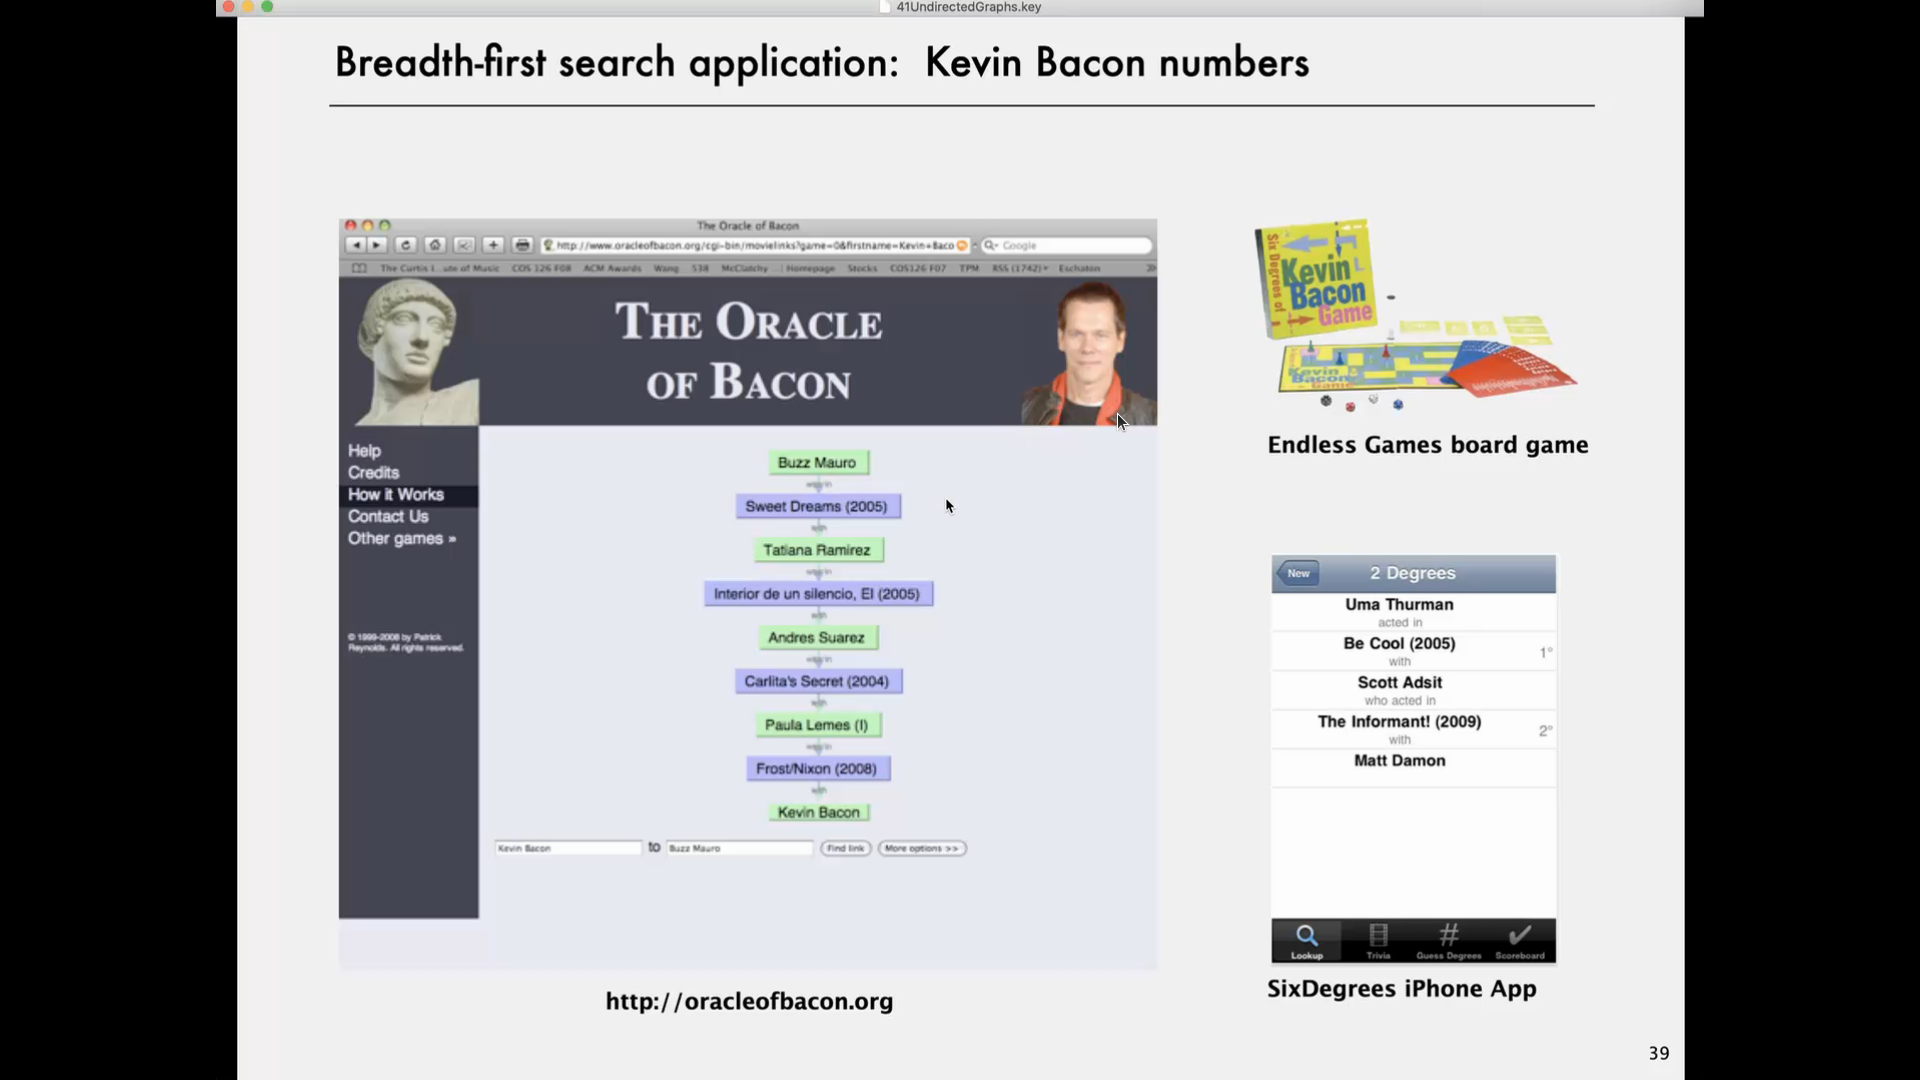 41UndirectedGraphs.key
Breadth-first search application: Kevin Bacon numbers
The Oracle of Bacon
http://www.oracleofbacon.org/cgi-bin/movielinks?game=0&firstname=Kevin+Baco
Google
The Curtis I...ute of Music COS 126 F08 ACM Awards Wang 538 McClatchy ...| Homepage Stocks COS126 F07 TPM RSS (1742) Eschaton
THE ORACLE
OF BACON
Help
Credits
How it Works
Contact Us
Other games »
© 1999-2008 by Patrick
Reynolds. All rights reserved.
Buzz Mauro
was in
Sweet Dreams (2005)
with
Tatiana Ramirez
was in
Interior de un silencio, El (2005)
with
Andres Suarez
was in
Carlita's Secret (2004)
with
Paula Lemes (I)
was in
Frost/Nixon (2008)
with
Kevin Bacon
Kevin Bacon to Buzz Mauro Find link More options >>
http://oracleofbacon.org
Six Degrees of
Kevin
Bacon
Game
Kevin
Bacon
Game
Endless Games board game
New 2 Degrees
Uma Thurman
acted in
Be Cool (2005) 1°
with
Scott Adsit
who acted in
The Informant! (2009) 2°
with
Matt Damon
Lookup Trivia Guess Degrees Scoreboard
SixDegrees iPhone App
39